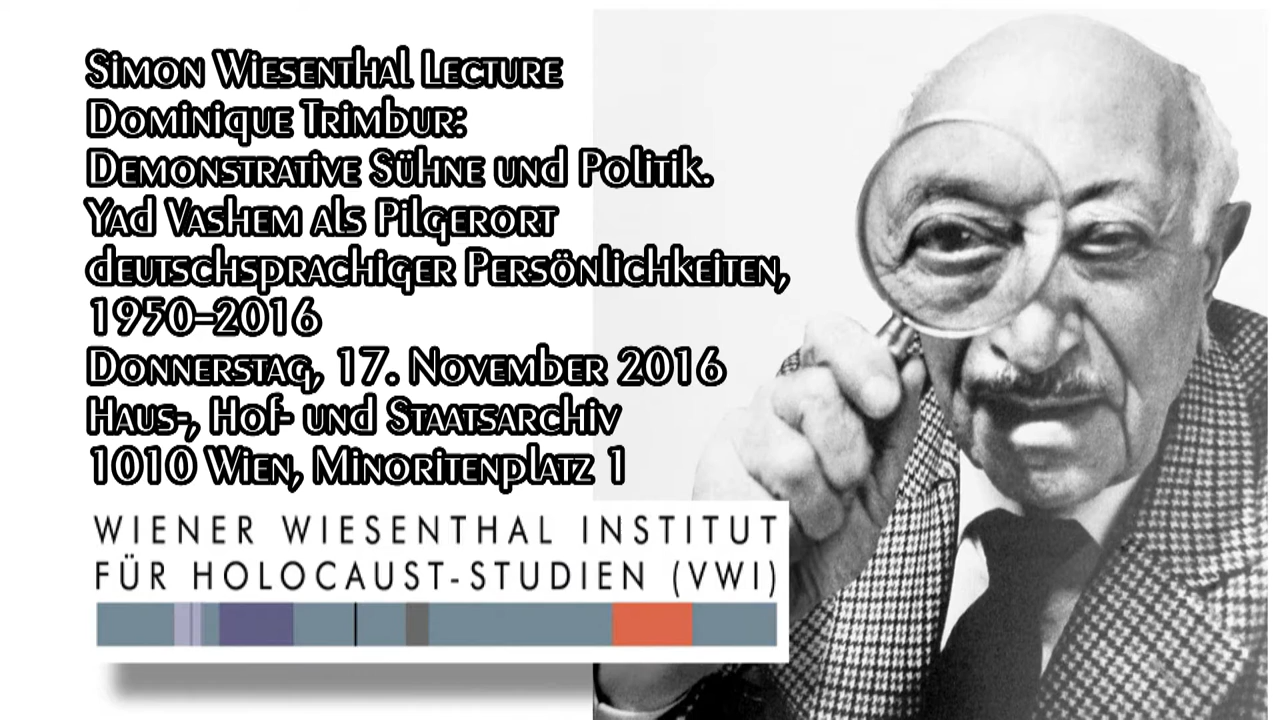 Simon Wiesenthal Lecture
Dominique Trimbur:
Demonstrative Sühne und Politik.
Yad Vashem als Pilgerort
deutschsprachiger Persönlichkeiten,
1950–2016
Donnerstag, 17. November 2016
Haus-, Hof- und Staatsarchiv
1010 Wien, Minoritenplatz 1
WIENER WIESENTHAL INSTITUT
FÜR HOLOCAUST-STUDIEN (VWI)